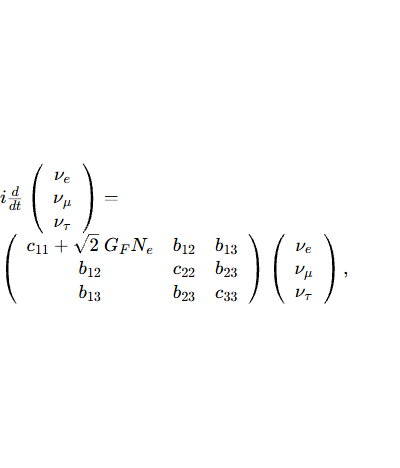 i d/dt ( ν_e ν_μ ν_τ ) =
( c_11 + √2 G_F N_e b_12 b_13
b_12 c_22 b_23
b_13 b_23 c_33 ) ( ν_e ν_μ ν_τ ) ,